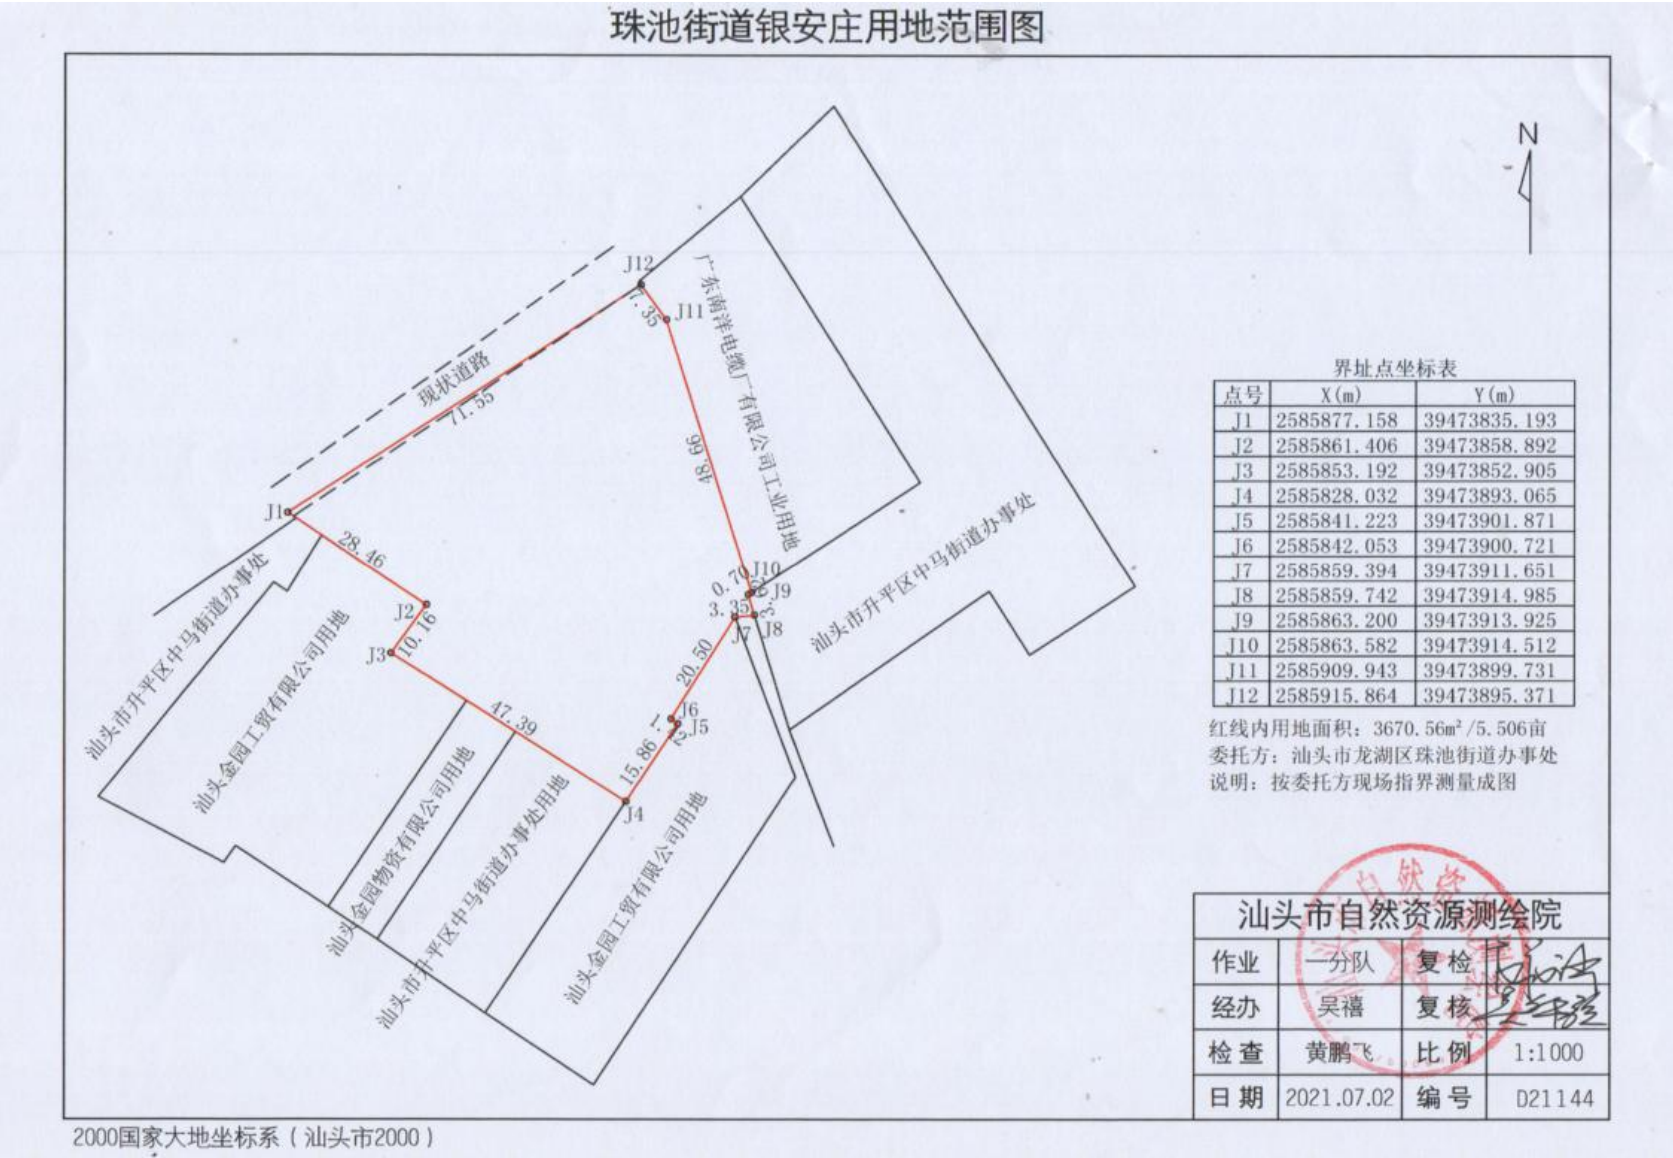 珠池街道银安庄用地范围图
N
J12
7.35
J11
广东南洋电缆厂有限公司工业用地
现状道路
71.55
48.66
J1
28.46
J2
10.16
J3
47.39
J10
0.70
J9
3.35
J7
J8
20.50
J6
J5
15.86
J4
汕头市升平区中马街道办事处
汕头市升平区中马街道办事处
汕头金园工贸有限公司用地
汕头金园物资有限公司用地
汕头市升平区中马街道办事处用地
汕头金园工贸有限公司用地
界址点坐标表
点号 X(m) Y(m)
J1 2585877.158 39473835.193
J2 2585861.406 39473858.892
J3 2585853.192 39473852.905
J4 2585828.032 39473893.065
J5 2585841.223 39473901.871
J6 2585842.053 39473900.721
J7 2585859.394 39473911.651
J8 2585859.742 39473914.985
J9 2585863.200 39473913.925
J10 2585863.582 39473914.512
J11 2585909.943 39473899.731
J12 2585915.864 39473895.371
红线内用地面积：3670.56m²/5.506亩
委托方：汕头市龙湖区珠池街道办事处
说明：按委托方现场指界测量成图
汕头市自然资源测绘院
作业 一分队 复检
经办 吴禧 复核
检查 黄鹏飞 比例 1:1000
日期 2021.07.02 编号 D21144
2000国家大地坐标系（汕头市2000）